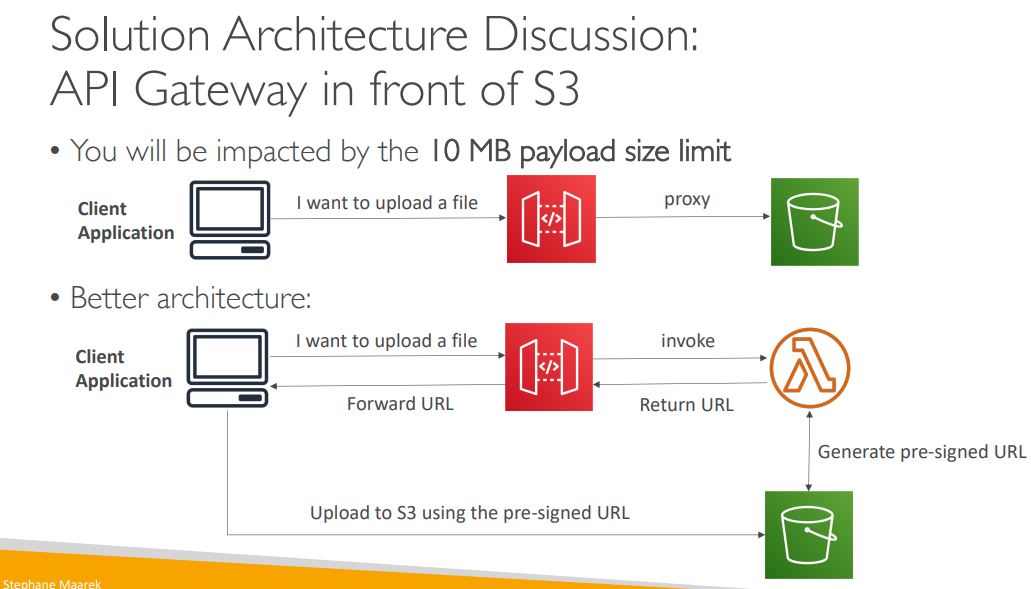 Solution Architecture Discussion:
API Gateway in front of S3
• You will be impacted by the 10 MB payload size limit
Client
Application
I want to upload a file
</>
proxy
• Better architecture:
Client
Application
I want to upload a file
</>
invoke
Forward URL
Return URL
Generate pre-signed URL
Upload to S3 using the pre-signed URL
Stephane Maarek